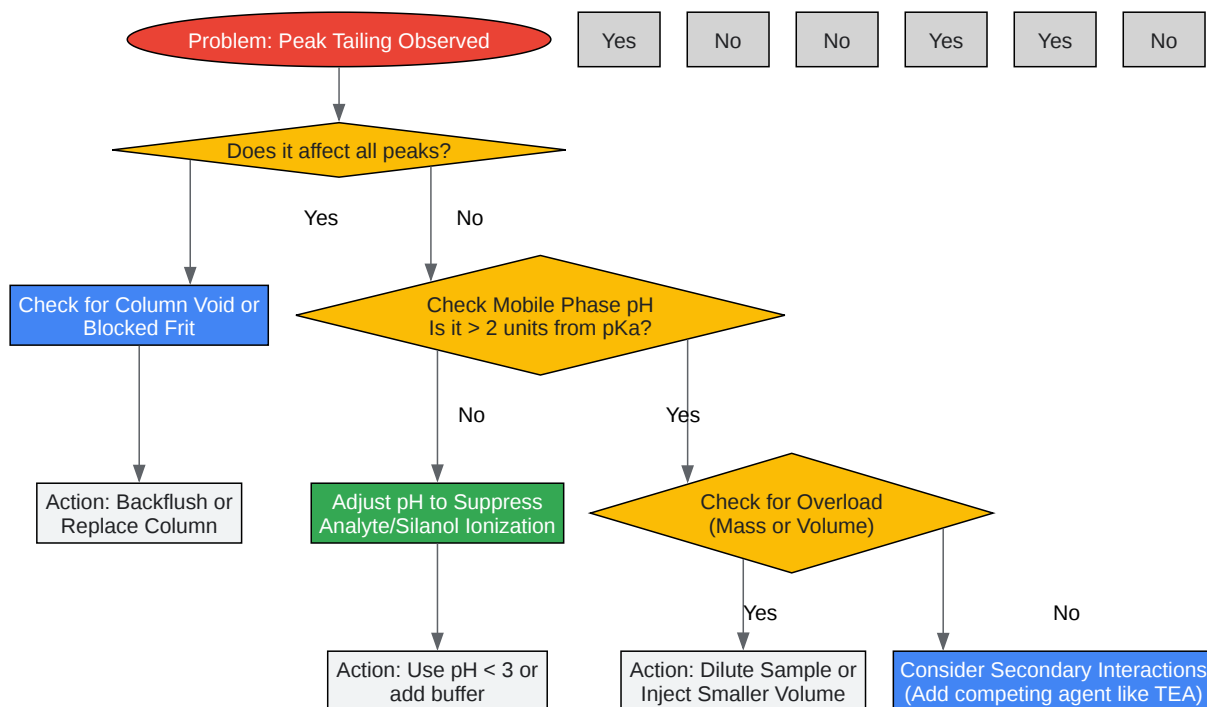 Problem: Peak Tailing Observed
Yes
No
No
Yes
Yes
No
Does it affect all peaks?
Yes
No
Check for Column Void or
Blocked Frit
Check Mobile Phase pH
Is it > 2 units from pKa?
No
Yes
Action: Backflush or
Replace Column
Adjust pH to Suppress
Analyte/Silanol Ionization
Check for Overload
(Mass or Volume)
Yes
No
Action: Use pH < 3 or
add buffer
Action: Dilute Sample or
Inject Smaller Volume
Consider Secondary Interactions
(Add competing agent like TEA)